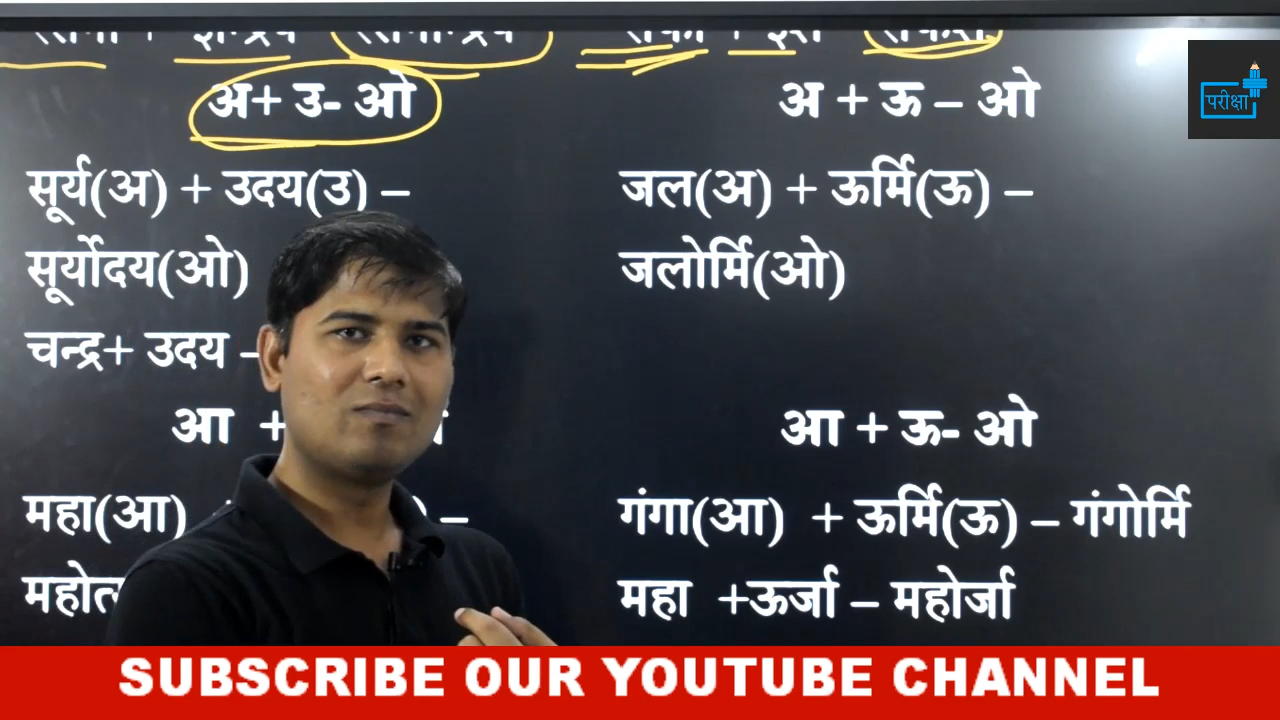 अ+ उ- ओ
अ + ऊ – ओ
परीक्षा
सूर्य(अ) + उदय(उ) –
सूर्योदय(ओ)
चन्द्र+ उदय –
आ +
महा(आ)
जल(अ) + ऊर्मि(ऊ) –
जलोर्मि(ओ)
आ + ऊ- ओ
गंगा(आ) + ऊर्मि(ऊ) – गंगोर्मि
महा +ऊर्जा – महोर्जा
SUBSCRIBE OUR YOUTUBE CHANNEL